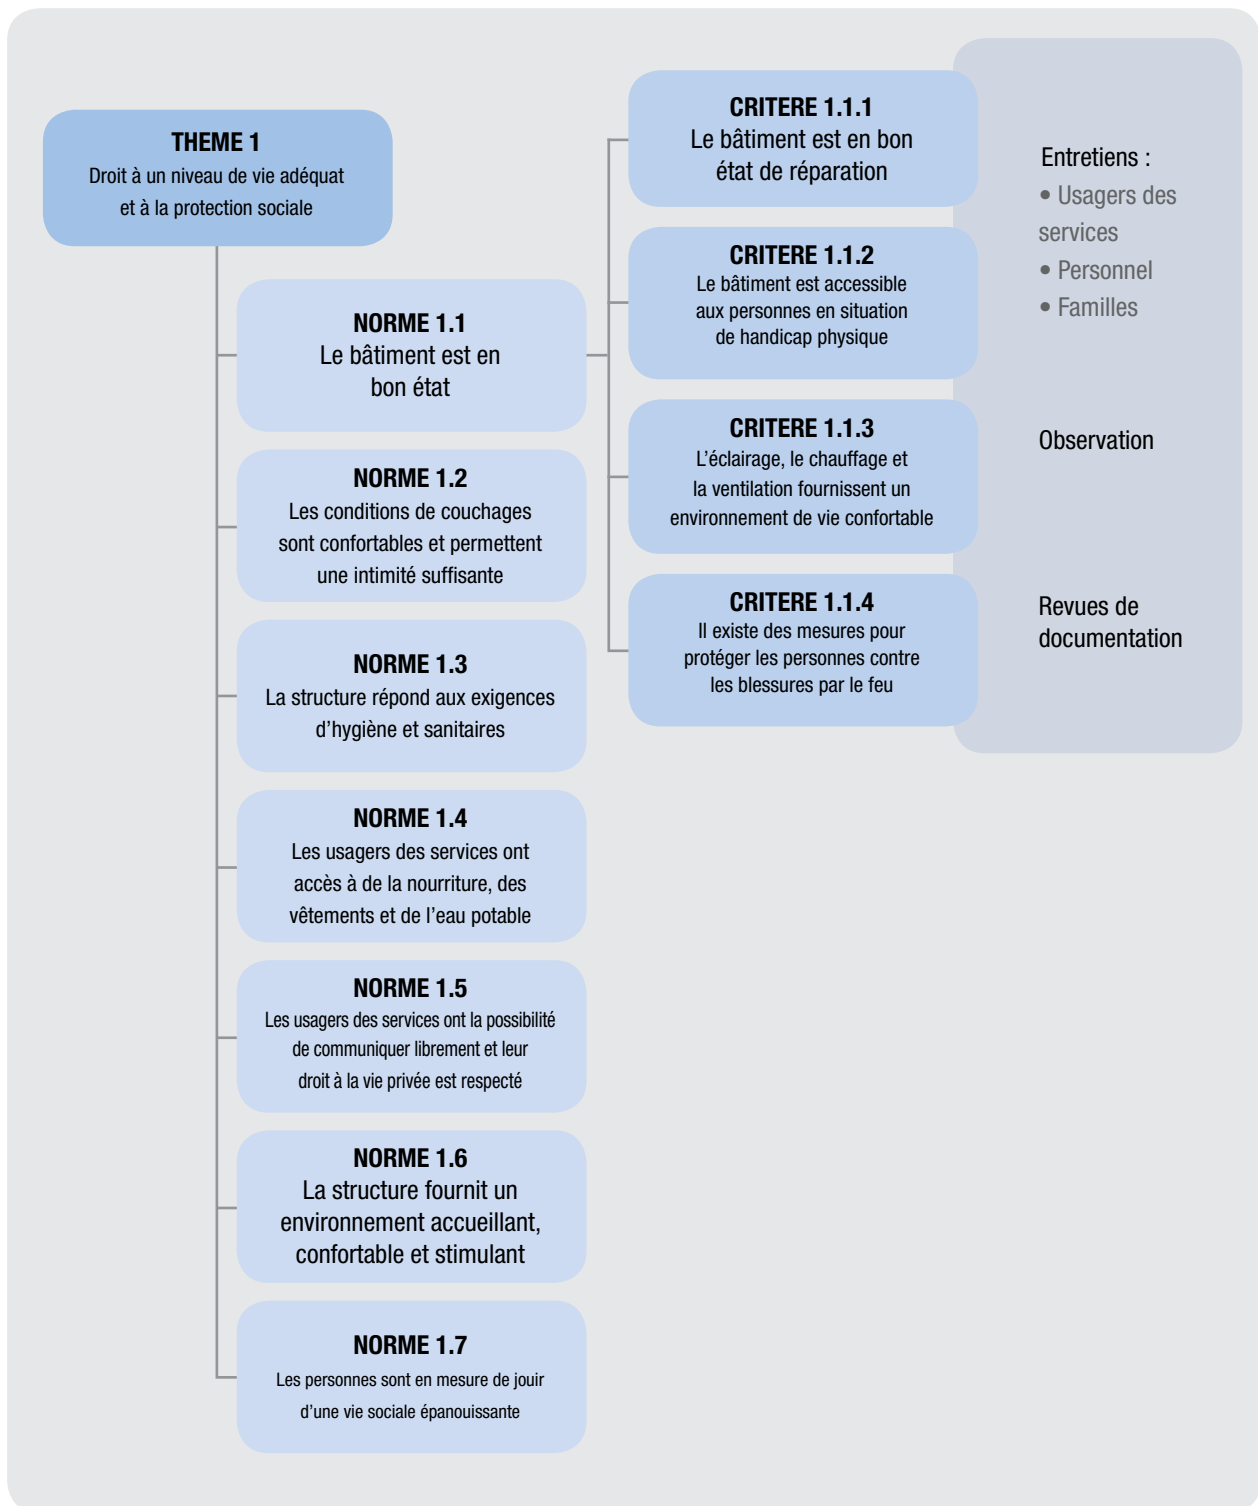 THEME 1
Droit à un niveau de vie adéquat
et à la protection sociale
NORME 1.1
Le bâtiment est en
bon état
NORME 1.2
Les conditions de couchages
sont confortables et permettent
une intimité suffisante
NORME 1.3
La structure répond aux exigences
d’hygiène et sanitaires
NORME 1.4
Les usagers des services ont
accès à de la nourriture, des
vêtements et de l’eau potable
NORME 1.5
Les usagers des services ont la possibilité
de communiquer librement et leur
droit à la vie privée est respecté
NORME 1.6
La structure fournit un
environnement accueillant,
confortable et stimulant
NORME 1.7
Les personnes sont en mesure de jouir
d’une vie sociale épanouissante
CRITERE 1.1.1
Le bâtiment est en bon
état de réparation
CRITERE 1.1.2
Le bâtiment est accessible
aux personnes en situation
de handicap physique
CRITERE 1.1.3
L’éclairage, le chauffage et
la ventilation fournissent un
environnement de vie confortable
CRITERE 1.1.4
Il existe des mesures pour
protéger les personnes contre
les blessures par le feu
Entretiens :
• Usagers des
services
• Personnel
• Familles
Observation
Revues de
documentation